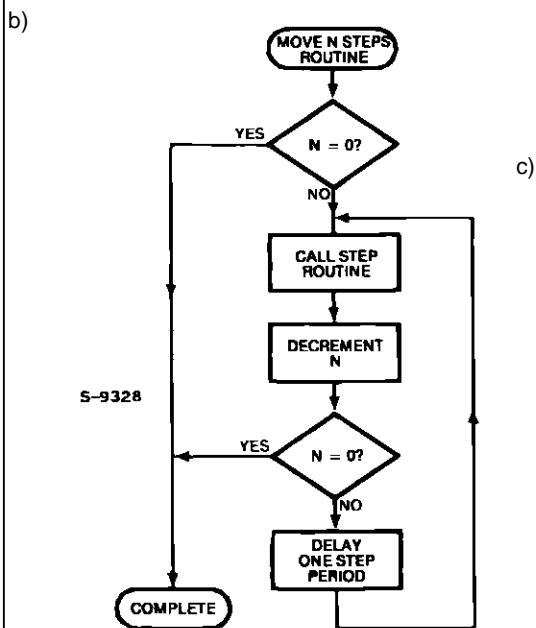 b)
MOVE N STEPS
ROUTINE
YES
N = 0?
c)
NO
CALL STEP
ROUTINE
DECREMENT
N
S-9328
YES
N = 0?
NO
DELAY
ONE STEP
PERIOD
COMPLETE